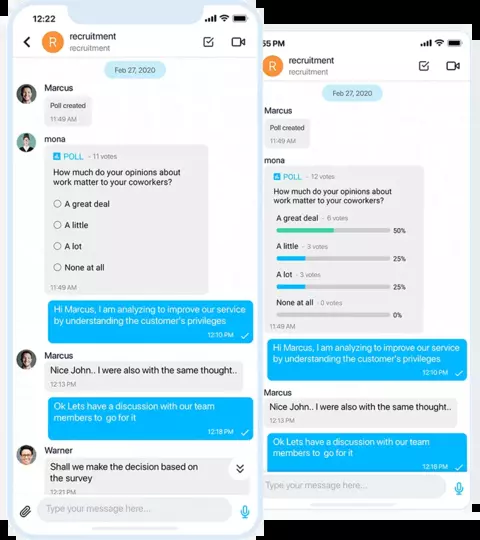 12:22
R
recruitment
recruitment
Feb 27, 2020
Marcus
Poll created
11:49 AM
mona
POLL - 11 votes
How much do your opinions about
work matter to your coworkers?
A great deal
A little
A lot
None at all
11:49 AM
Hi Marcus, I am analyzing to improve our service
by understanding the customer's privileges
12:10 PM
Marcus
Nice John.. I were also with the same thought..
12:13 PM
Ok Lets have a discussion with our team
members to go for it
12:18 PM
Warner
Shall we make the decision based on
the survey
12:21 PM
Type your message here...
55 PM
R
recruitment
recruitment
Feb 27, 2020
Marcus
Poll created
11:49 AM
mona
POLL - 12 votes
How much do your opinions about
work matter to your coworkers?
A great deal - 6 votes
50%
A little - 3 votes
25%
A lot - 3 votes
25%
None at all - 0 votes
0%
11:49 AM
Hi Marcus, I am analyzing to improve our service
by understanding the customer's privileges
12:10 PM
Marcus
Nice John.. I were also with the same thought..
12:13 PM
Ok Lets have a discussion with our team
members to go for it
12:18 PM
Type your message here...